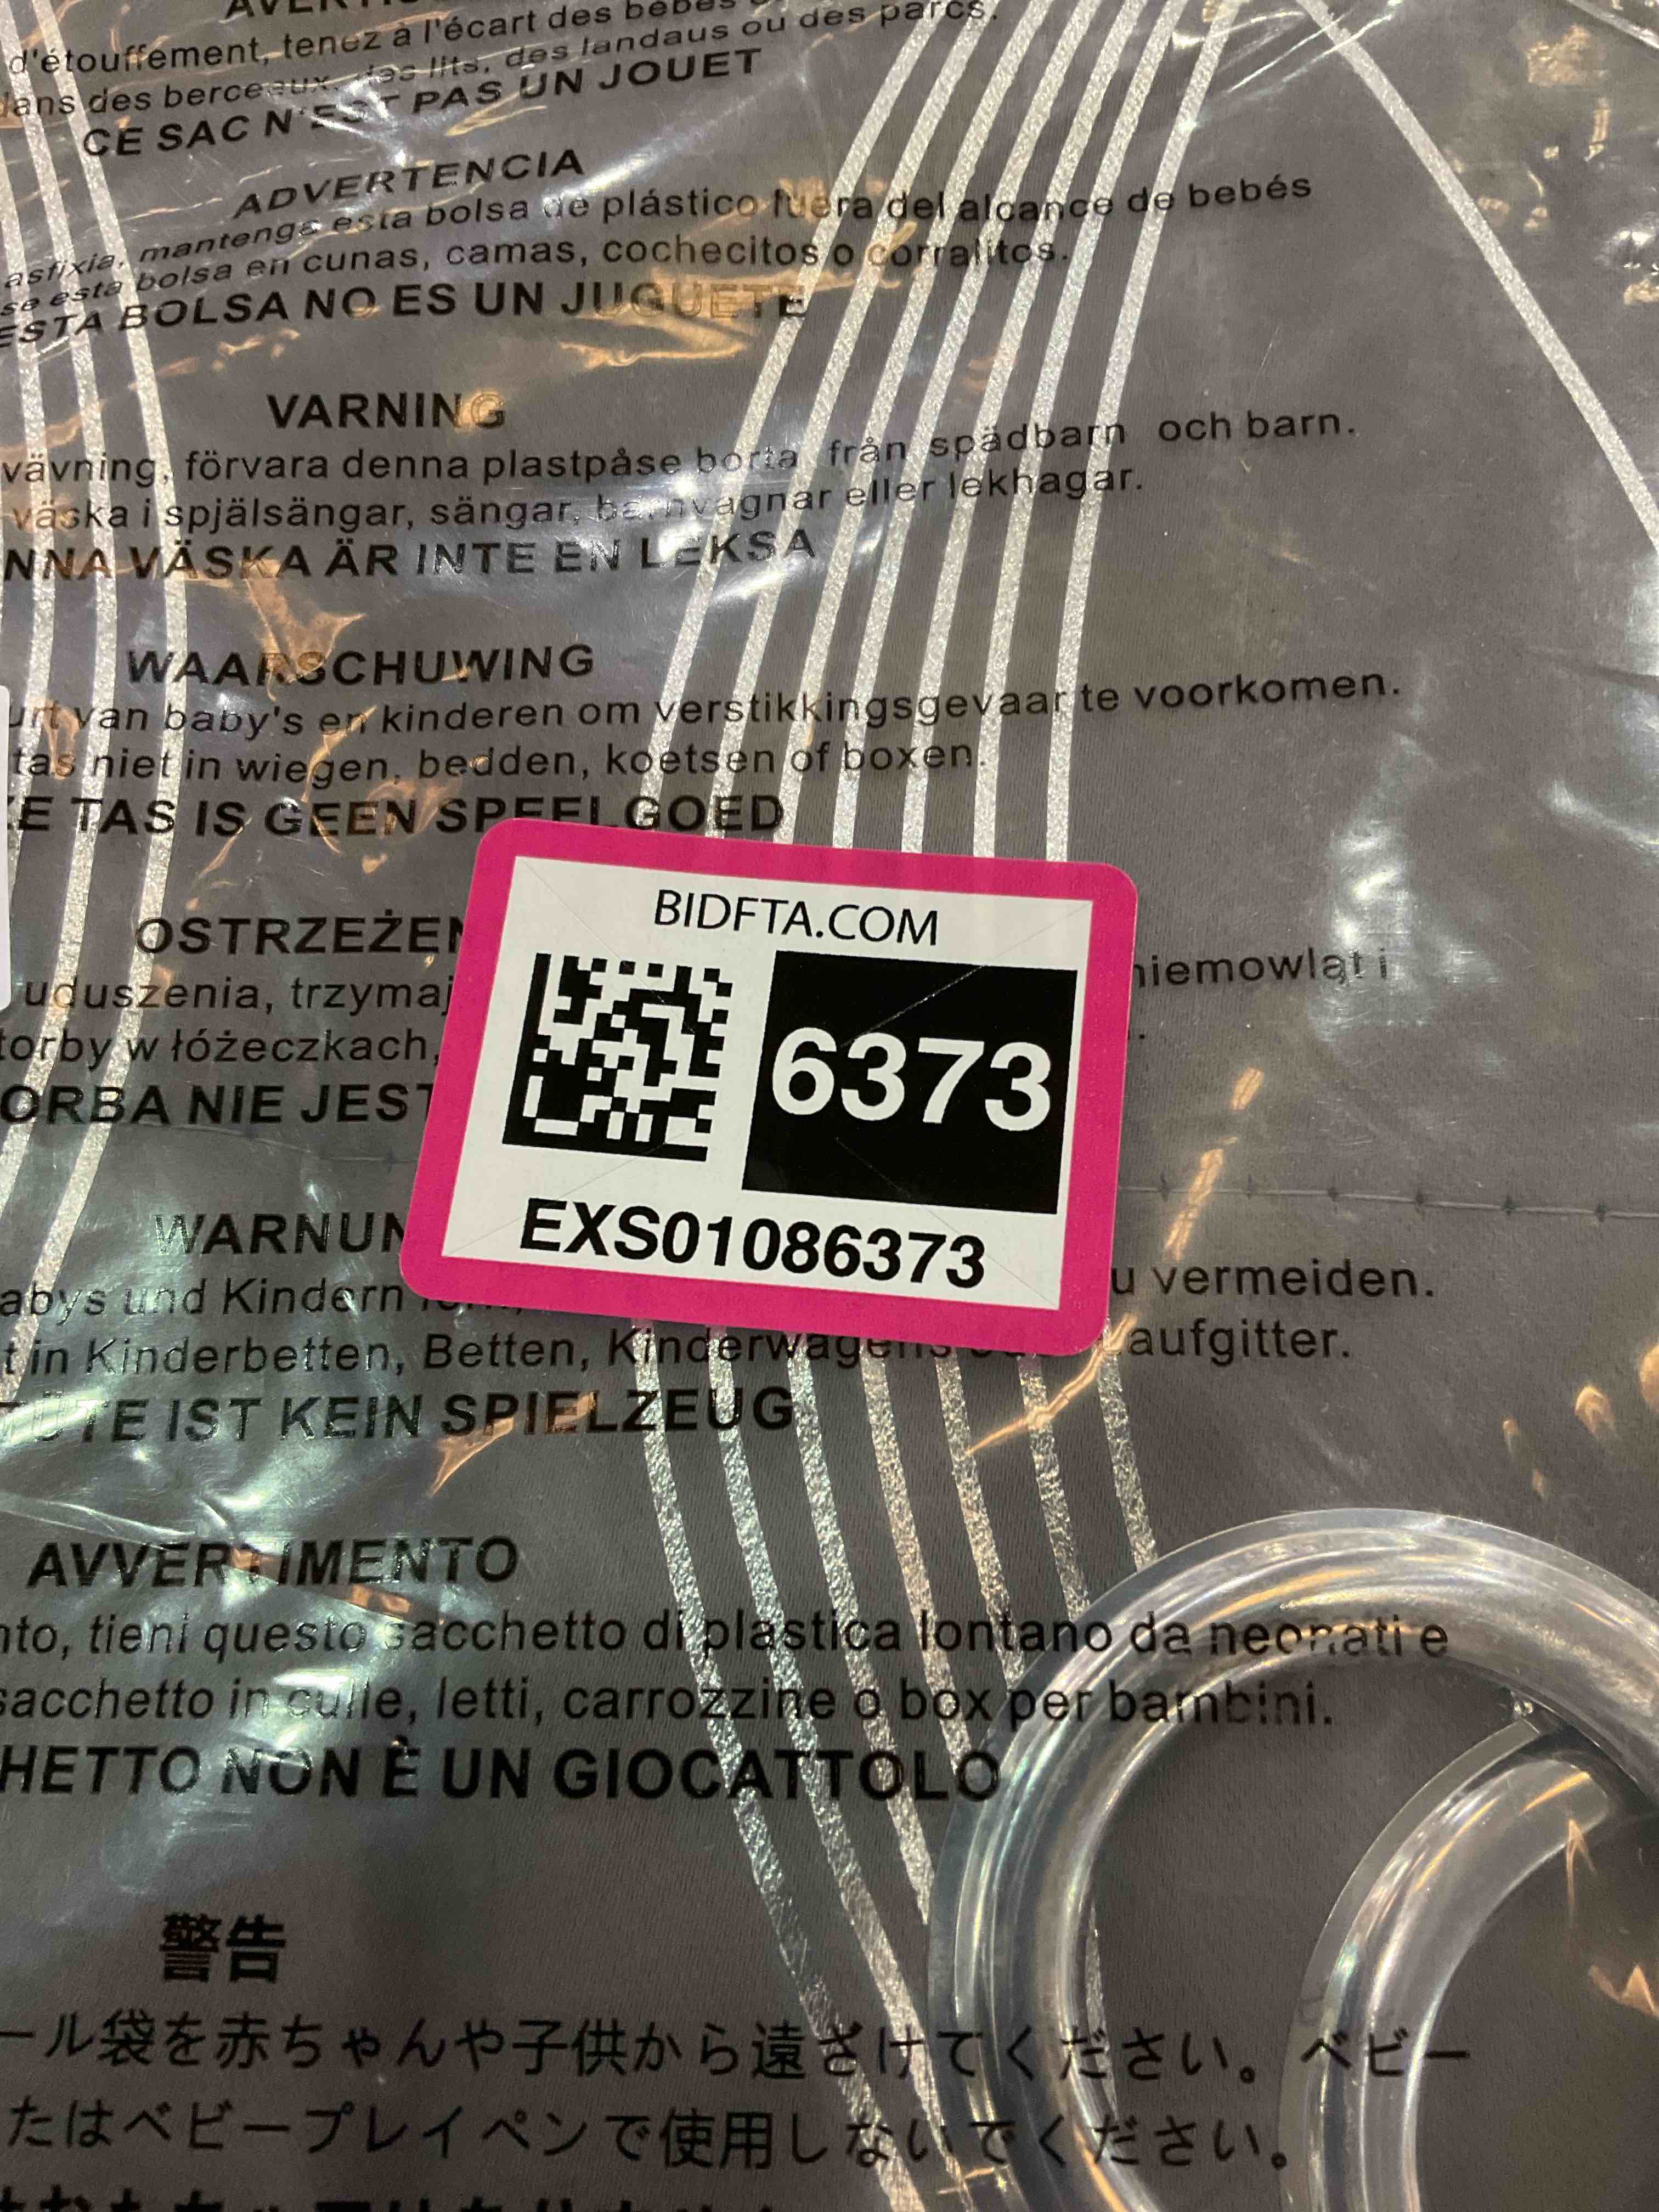 d'étouffement, tenez à l'écart des bébés
dans des berceaux, des lits, des landaus ou des parcs.
CE SAC N'EST PAS UN JOUET
ADVERTENCIA
asfixia, mantenga esta bolsa de plástico fuera del alcance de bebés
esta bolsa en cunas, camas, cochecitos o corralitos.
ESTA BOLSA NO ES UN JUGUETE
VARNING
vävning, förvara denna plastpåse borta från spädbarn och barn.
väska i spjälsängar, sängar, barnvagnar eller lekhagar.
NNA VÄSKA ÄR INTE EN LEKSA
WAARSCHUWING
urt van baby's en kinderen om verstikkingsgevaar te voorkomen.
tas niet in wiegen, bedden, koetsen of boxen.
E TAS IS GEEN SPEELGOED
OSTRZEŻEN
uduszenia, trzymaj niemowląt i
torby w łóżeczkach,
ORBA NIE JEST
BIDFTA.COM
6373
EXS01086373
WARNUN
abys und Kindern u vermeiden.
t in Kinderbetten, Betten, Kinderwagens Laufgitter.
TÜTE IST KEIN SPIELZEUG
AVVERTIMENTO
nto, tieni questo sacchetto di plastica lontano da neonati e
sacchetto in culle, letti, carrozzine o box per bambini.
HETTO NON È UN GIOCATTOLO
警告
ール袋を赤ちゃんや子供から遠ざけてください。ベビー
たはベビープレイペンで使用しないでください。